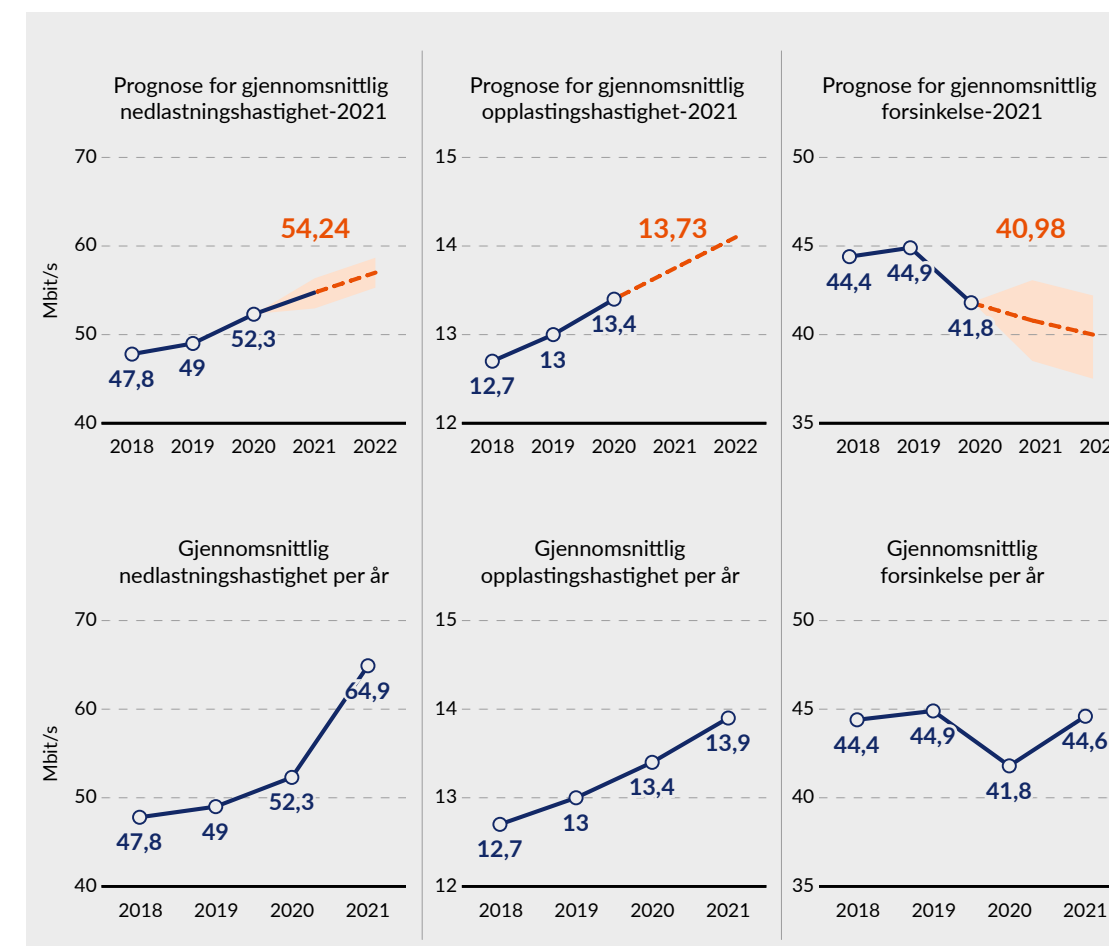 Prognose for gjennomsnittlig
nedlastningshastighet-2021
70
60
50
40
Mbit/s
54,24
47,8
49
52,3
2018 2019 2020 2021 2022
Prognose for gjennomsnittlig
opplastingshastighet-2021
15
14
13
12
13,73
12,7
13
13,4
2018 2019 2020 2021 2022
Prognose for gjennomsnittlig
forsinkelse-2021
50
45
40
35
40,98
44,4
44,9
41,8
2018 2019 2020 2021 202
Gjennomsnittlig
nedlastningshastighet per år
70
60
50
40
Mbit/s
47,8
49
52,3
64,9
2018 2019 2020 2021
Gjennomsnittlig
opplastingshastighet per år
15
14
13
12
12,7
13
13,4
13,9
2018 2019 2020 2021
Gjennomsnittlig
forsinkelse per år
50
45
40
35
44,4
44,9
41,8
44,6
2018 2019 2020 2021